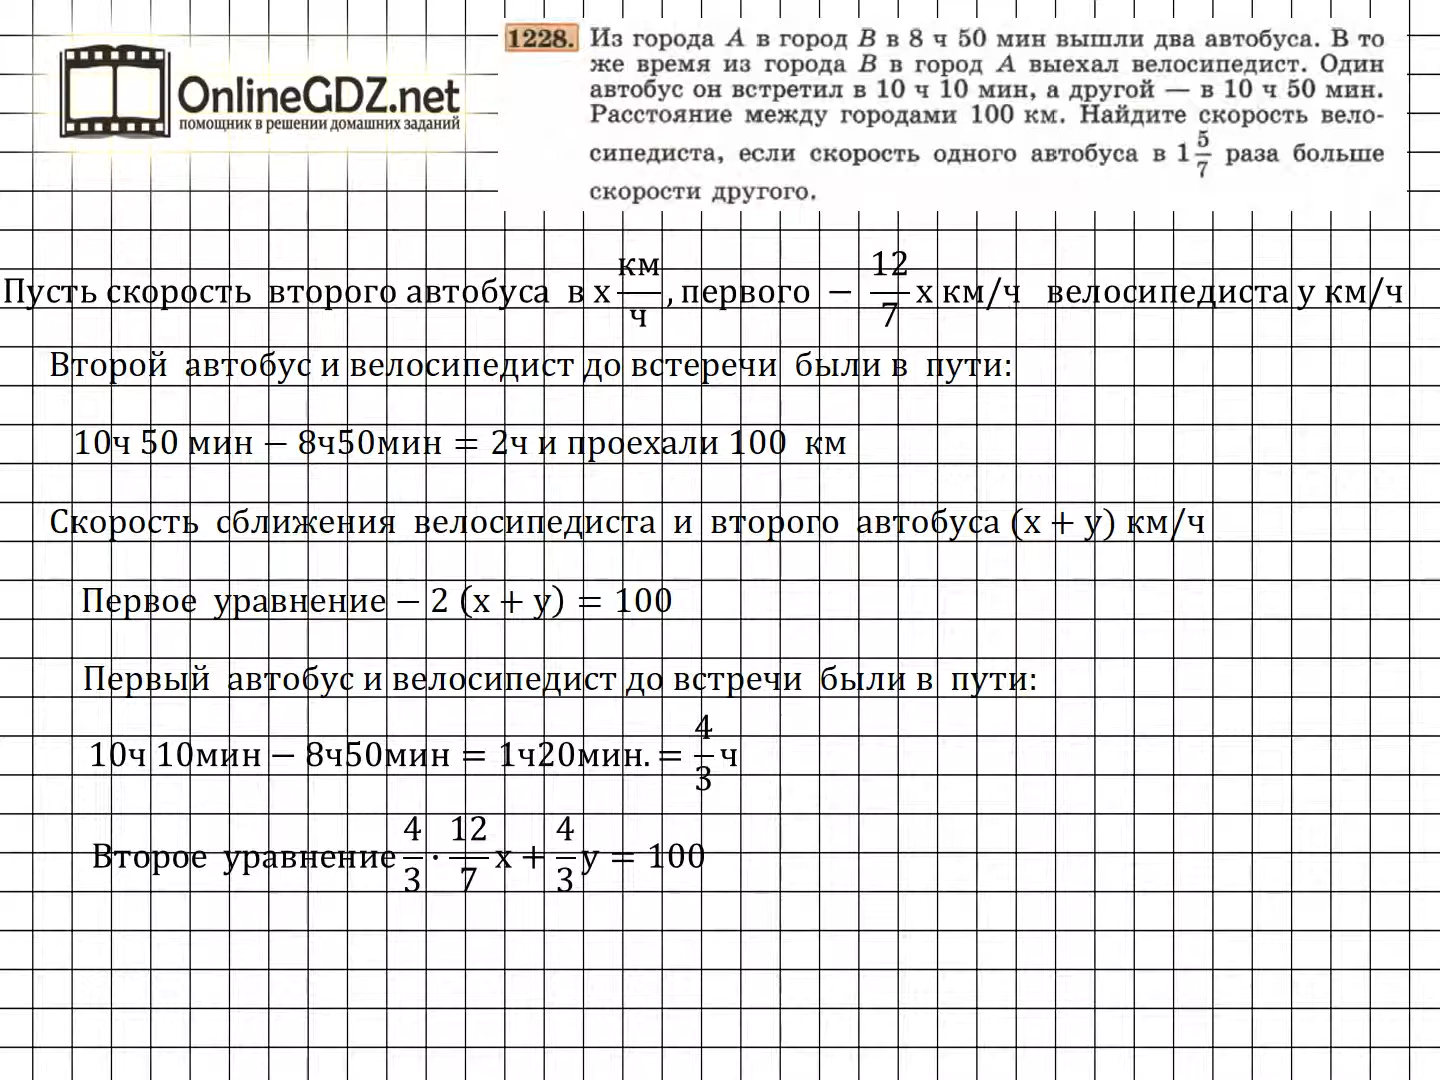 OnlineGDZ.net
помощник в решении домашних заданий
1228. Из города A в город B в 8 ч 50 мин вышли два автобуса. В то
же время из города B в город A выехал велосипедист. Один
автобус он встретил в 10 ч 10 мин, а другой — в 10 ч 50 мин.
Расстояние между городами 100 км. Найдите скорость вело-
сипедиста, если скорость одного автобуса в 1 5/7 раза больше
скорости другого.
Пусть скорость второго автобуса в х км/ч, первого − 12/7 х км/ч велосипедиста у км/ч
Второй автобус и велосипедист до встеречи были в пути:
10ч 50 мин − 8ч50мин = 2ч и проехали 100 км
Скорость сближения велосипедиста и второго автобуса (х + у) км/ч
Первое уравнение − 2 (х + у) = 100
Первый автобус и велосипедист до встречи были в пути:
10ч 10мин − 8ч50мин = 1ч20мин. = 4/3 ч
Второе уравнение 4/3 · 12/7 х + 4/3 у = 100